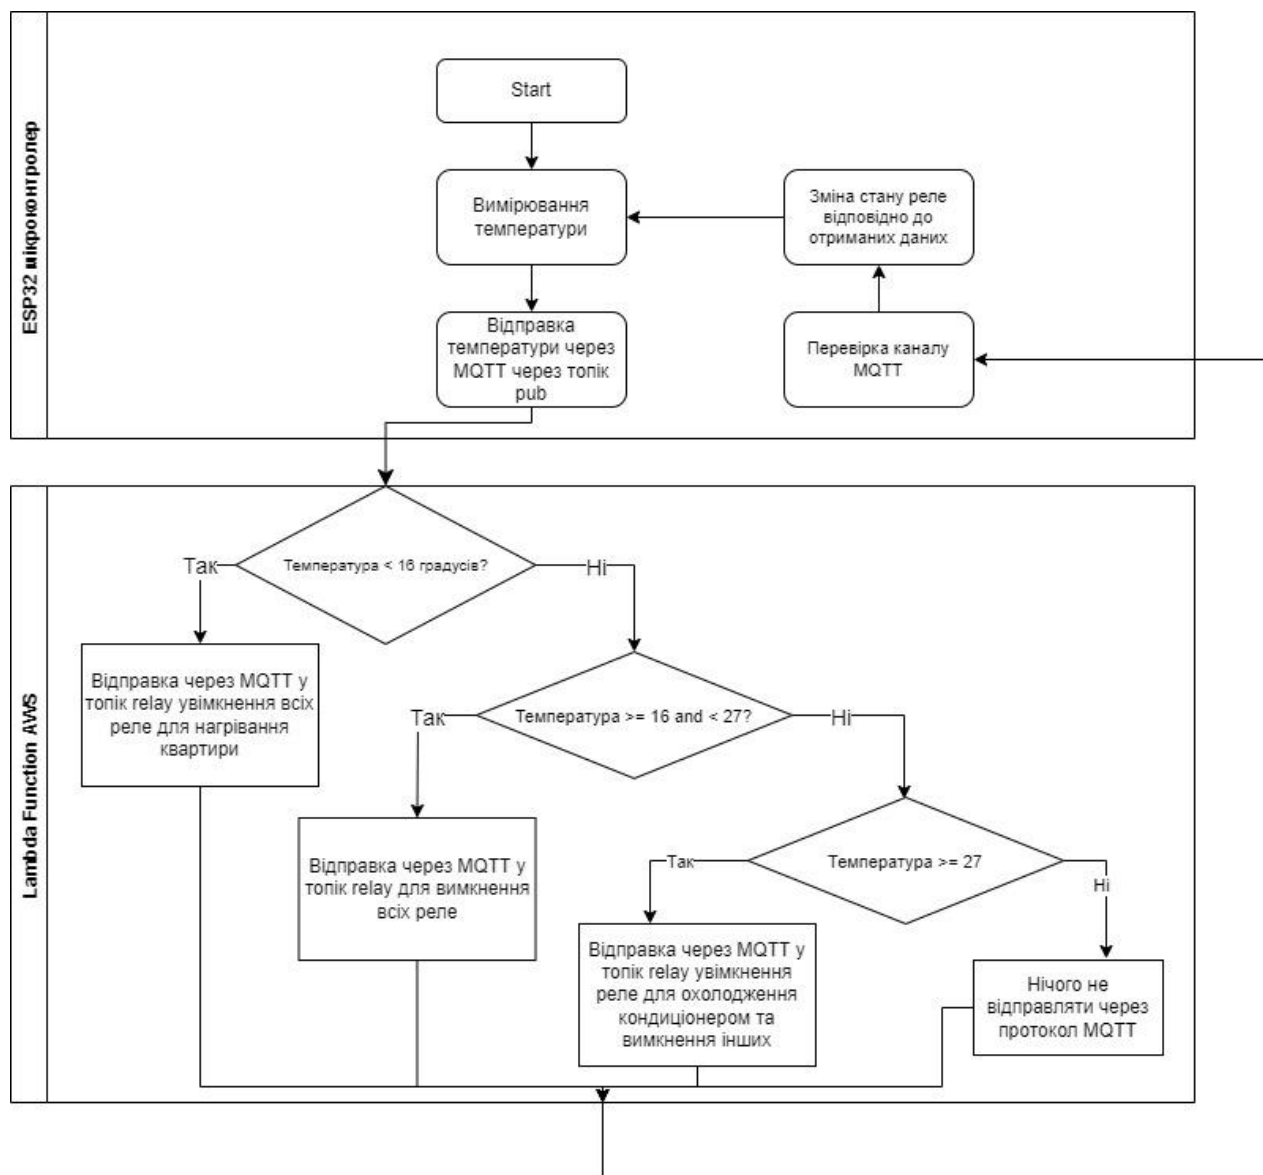 ESP32 мікроконтролер
Start
Вимірювання
температури
Зміна стану реле
відповідно до
отриманих даних
Відправка
температури через
MQTT через топік
pub
Перевірка каналу
MQTT
Lambda Function AWS
Температура < 16 градусів?
Так
Ні
Відправка через MQTT у
топік relay увімкнення всіх
реле для нагрівання
квартири
Температура >= 16 and < 27?
Так
Ні
Відправка через MQTT у
топік relay для вимкнення
всіх реле
Температура >= 27
Так
Ні
Відправка через MQTT у
топік relay увімкнення
реле для охолодження
кондиціонером та
вимкнення інших
Нічого не
відправляти через
протокол MQTT